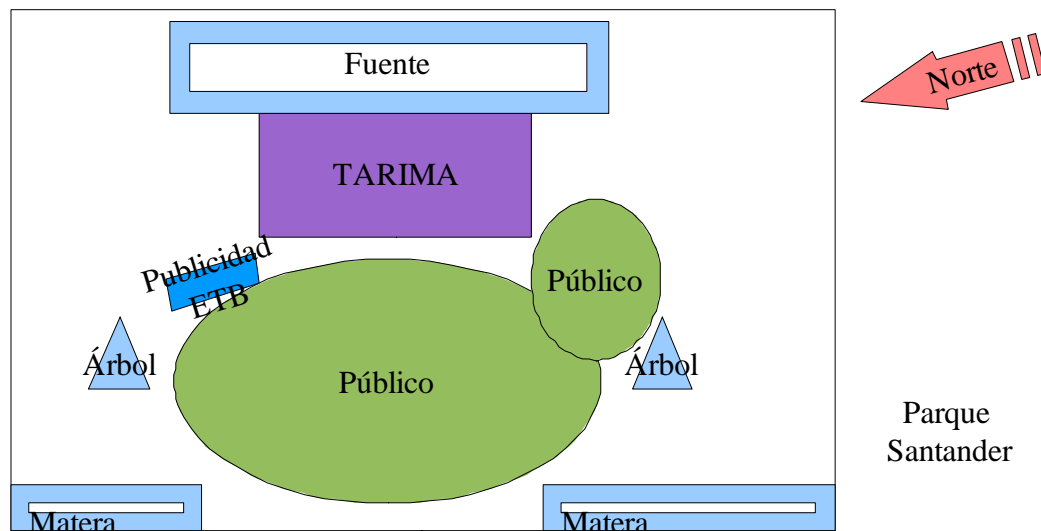 Fuente
Norte
TARIMA
Publicidad
ETB
Público
Árbol
Público
Árbol
Parque
Santander
Matera
Matera